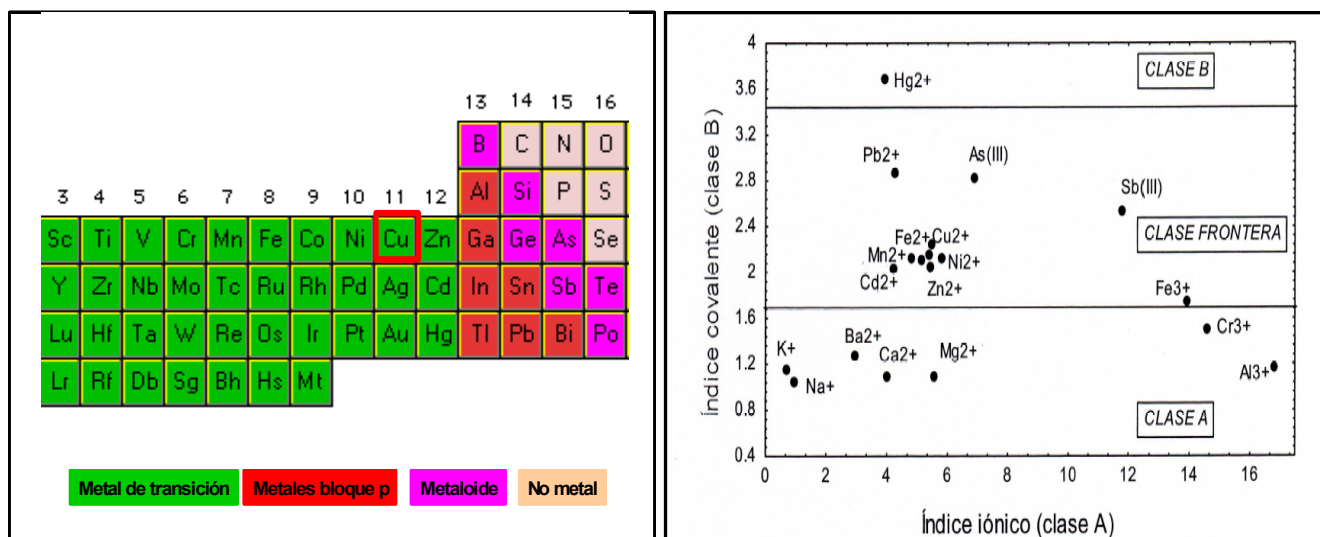 13 14 15 16
B C N O
3 4 5 6 7 8 9 10 11 12 Al Si P S
Sc Ti V Cr Mn Fe Co Ni Cu Zn Ga Ge As Se
Y Zr Nb Mo Tc Ru Rh Pd Ag Cd In Sn Sb Te
Lu Hf Ta W Re Os Ir Pt Au Hg Tl Pb Bi Po
Lr Rf Db Sg Bh Hs Mt
Metal de transición Metales bloque p Metaloide No metal
Índice covalente (clase B)
4
3.6
3.2
2.8
2.4
2
1.6
1.2
0.8
0.4
CLASE B
Hg2+
Pb2+ As(III)
Sb(III)
Fe2+ Cu2+
CLASE FRONTERA
Mn2+ Ni2+
Cd2+ Zn2+
Fe3+
Cr3+
K+ Ba2+ Ca2+ Mg2+
Na+ Al3+
CLASE A
0 2 4 6 8 10 12 14 16
Índice iónico (clase A)